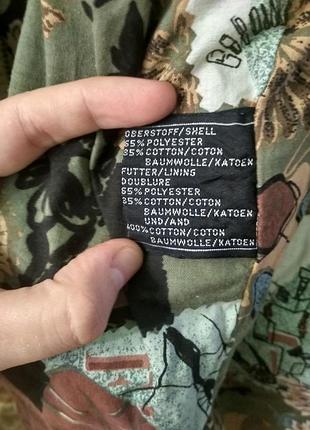 OBERSTOFF/SHELL
65% POLYESTER
35% COTTON/COTON
BAUMWOLLE/KATOEN
FUTTER/LINING
DOUBLURE
65% POLYESTER
35% COTTON/COTON
BAUMWOLLE/KATOEN
UND/AND
100% COTTON/COTON
BAUMWOLLE/KATOEN